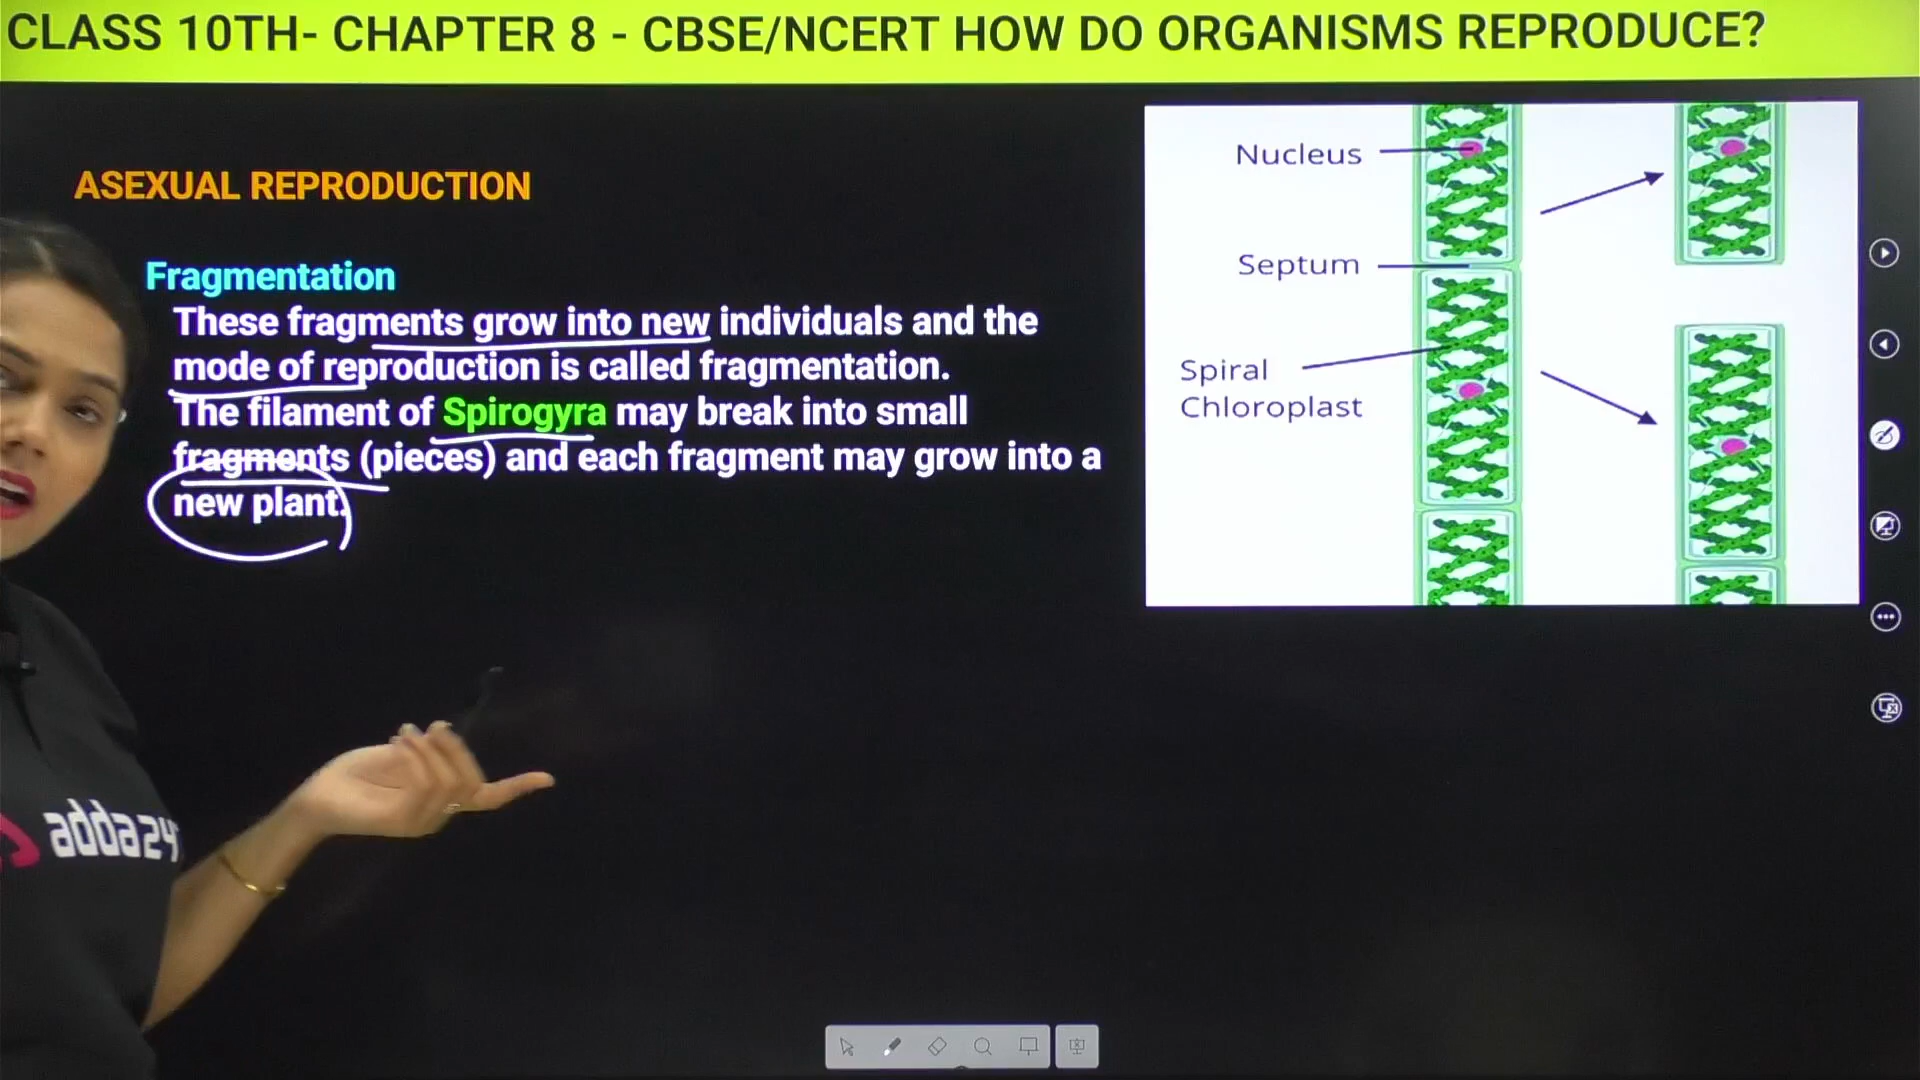 CLASS 10TH- CHAPTER 8 - CBSE/NCERT HOW DO ORGANISMS REPRODUCE?
ASEXUAL REPRODUCTION
Fragmentation
These fragments grow into new individuals and the
mode of reproduction is called fragmentation.
The filament of Spirogyra may break into small
fragments (pieces) and each fragment may grow into a
new plant.
Nucleus
Septum
Spiral
Chloroplast
adda24